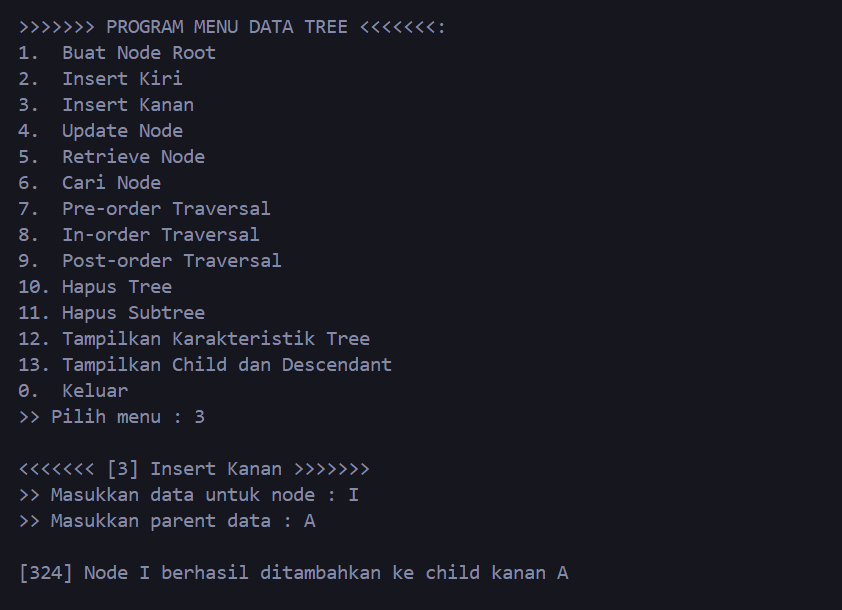 >>>>>>> PROGRAM MENU DATA TREE <<<<<<<:
1.  Buat Node Root
2.  Insert Kiri
3.  Insert Kanan
4.  Update Node
5.  Retrieve Node
6.  Cari Node
7.  Pre-order Traversal
8.  In-order Traversal
9.  Post-order Traversal
10. Hapus Tree
11. Hapus Subtree
12. Tampilkan Karakteristik Tree
13. Tampilkan Child dan Descendant
0.  Keluar
>> Pilih menu : 3
<<<<<<< [3] Insert Kanan >>>>>>>
>> Masukkan data untuk node : I
>> Masukkan parent data : A
[324] Node I berhasil ditambahkan ke child kanan A